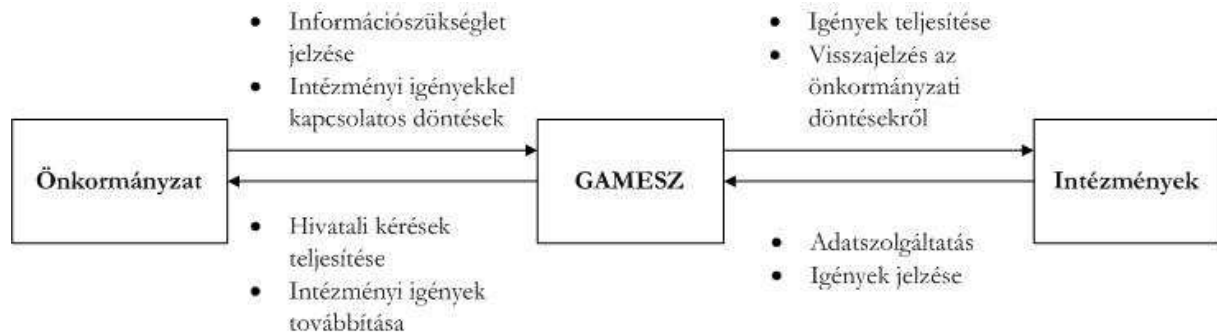 • Információszükséglet
jelzése
• Intézményi igényekkel
kapcsolatos döntések
• Igények teljesítése
• Visszajelzés az
önkormányzati
döntésekről
Önkormányzat
GAMESZ
Intézmények
• Hivatali kérések
teljesítése
• Intézményi igények
továbbítása
• Adatszolgáltatás
• Igények jelzése